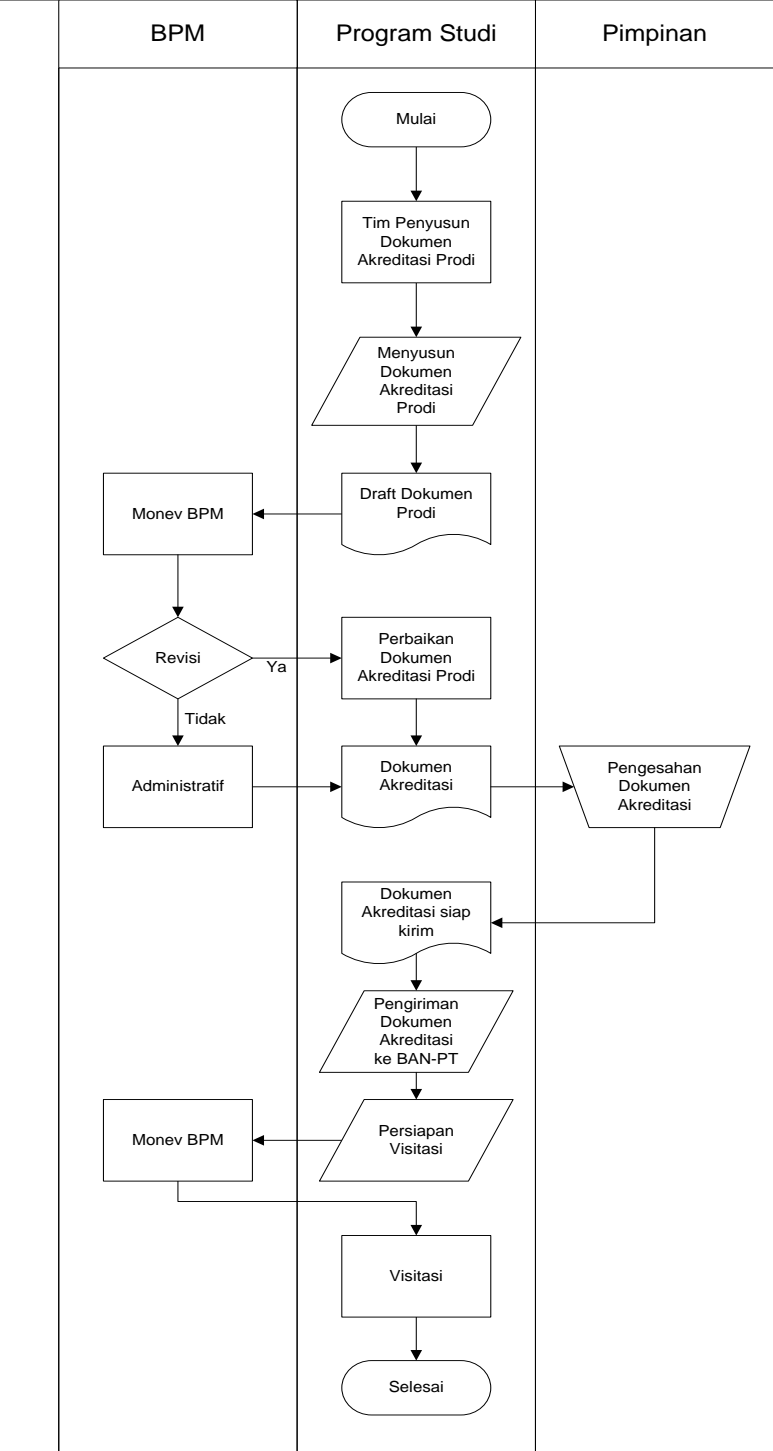 BPM
Program Studi
Pimpinan
Mulai
Tim Penyusun
Dokumen
Akreditasi Prodi
Menyusun
Dokumen
Akreditasi
Prodi
Monev BPM
Draft Dokumen
Prodi
Revisi
Ya
Perbaikan
Dokumen
Akreditasi Prodi
Tidak
Administratif
Dokumen
Akreditasi
Pengesahan
Dokumen
Akreditasi
Dokumen
Akreditasi siap
kirim
Pengiriman
Dokumen
Akreditasi
ke BAN-PT
Monev BPM
Persiapan
Visitasi
Visitasi
Selesai